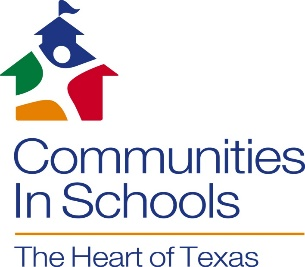 Communities
In Schools
The Heart of Texas